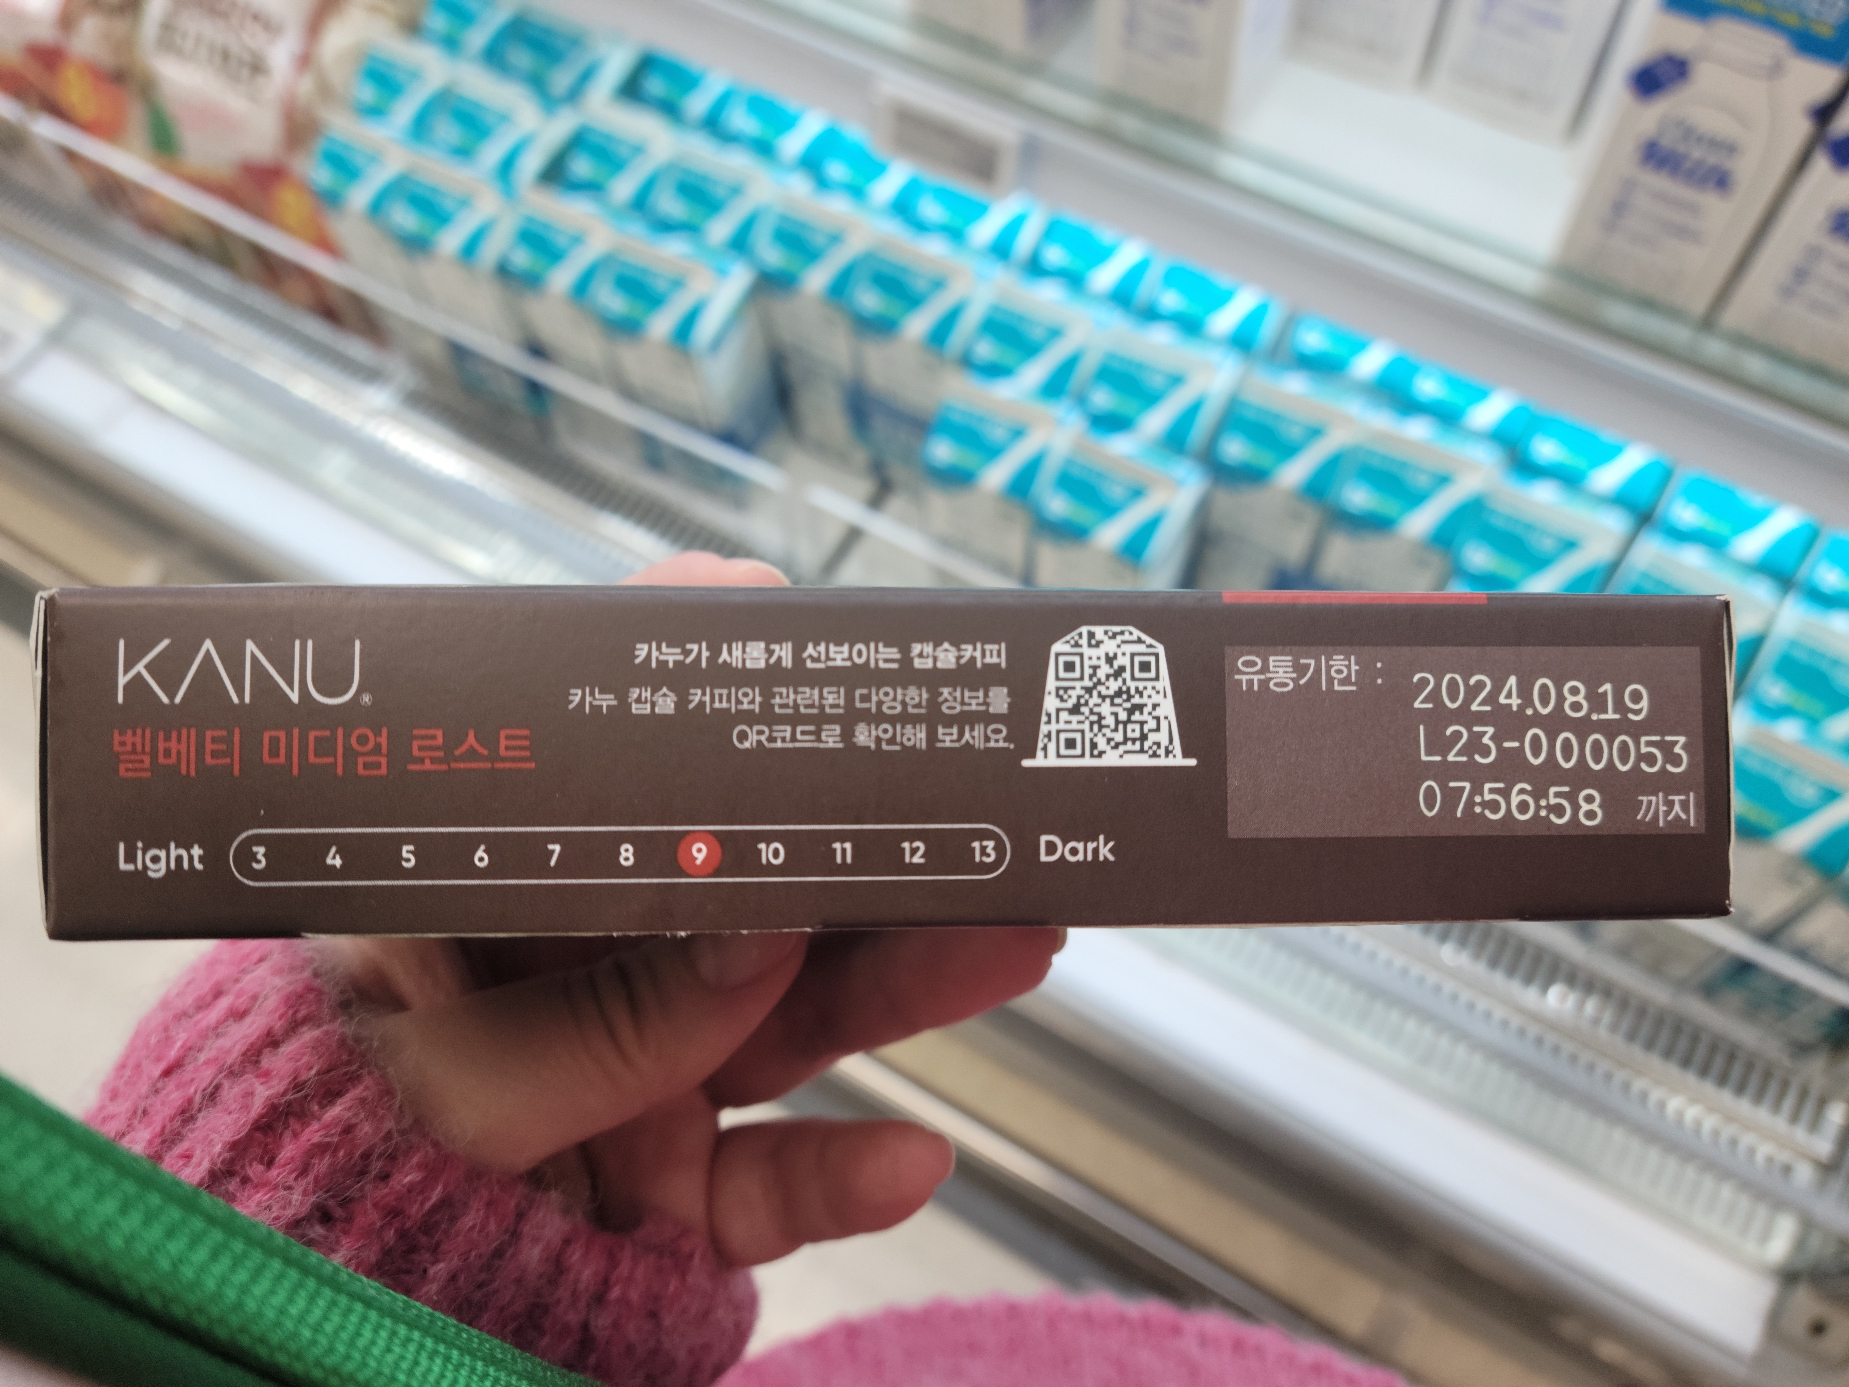 KANU®
벨베티 미디엄 로스트
카누가 새롭게 선보이는 캡슐커피
카누 캡슐 커피와 관련된 다양한 정보를
QR코드로 확인해 보세요.
Light 3 4 5 6 7 8 9 10 11 12 13 Dark
유통기한 : 2024.08.19
L23-000053
07:56:58 까지